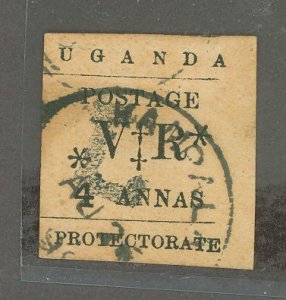 UGANDA
POSTAGE
V R
4 ANNAS
PROTECTORATE